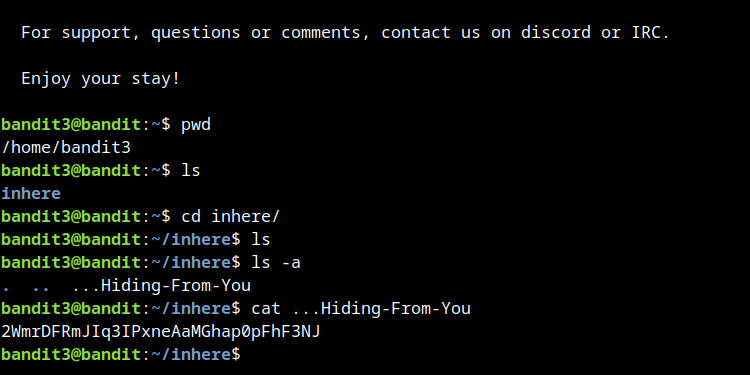 For support, questions or comments, contact us on discord or IRC.
Enjoy your stay!
bandit3@bandit:~$ pwd
/home/bandit3
bandit3@bandit:~$ ls
inhere
bandit3@bandit:~$ cd inhere/
bandit3@bandit:~/inhere$ ls
bandit3@bandit:~/inhere$ ls -a
.  ..  ...Hiding-From-You
bandit3@bandit:~/inhere$ cat ...Hiding-From-You
2WmrDFRmJIq3IPxneAaMGhap0pFhF3NJ
bandit3@bandit:~/inhere$